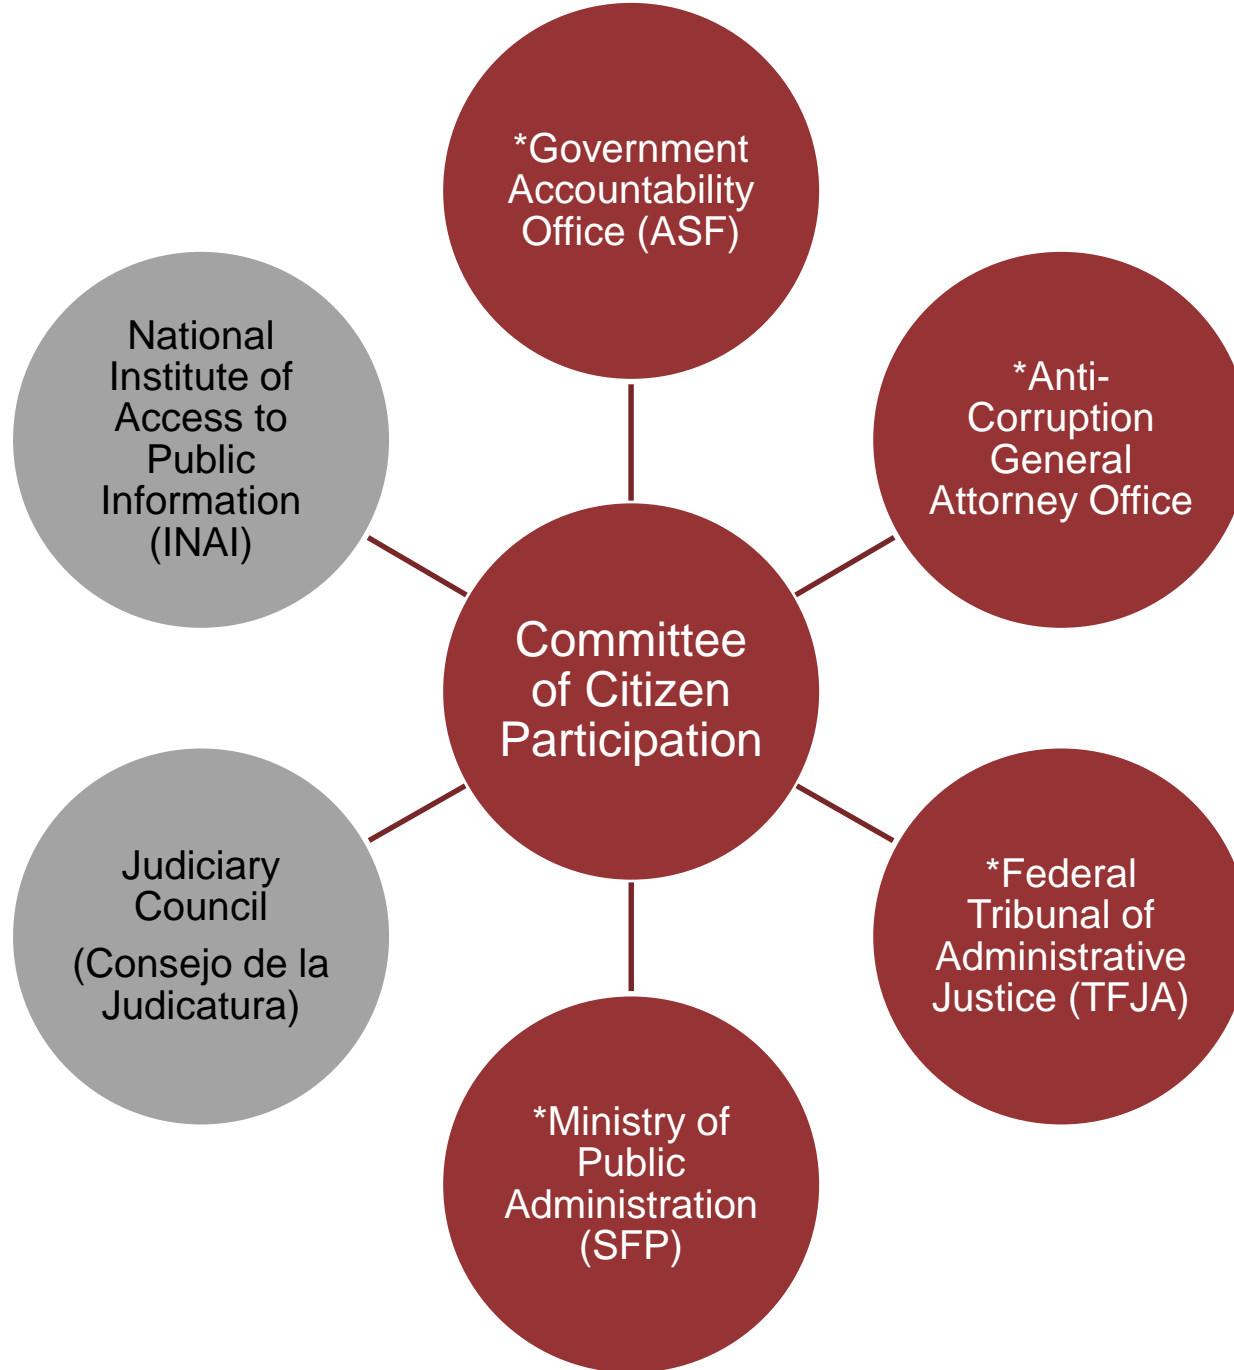 *Government
Accountability
Office (ASF)
*Anti-
Corruption
General
Attorney Office
*Federal
Tribunal of
Administrative
Justice (TFJA)
*Ministry of
Public
Administration
(SFP)
Judiciary
Council
(Consejo de la
Judicatura)
National
Institute of
Access to
Public
Information
(INAI)
Committee
of Citizen
Participation